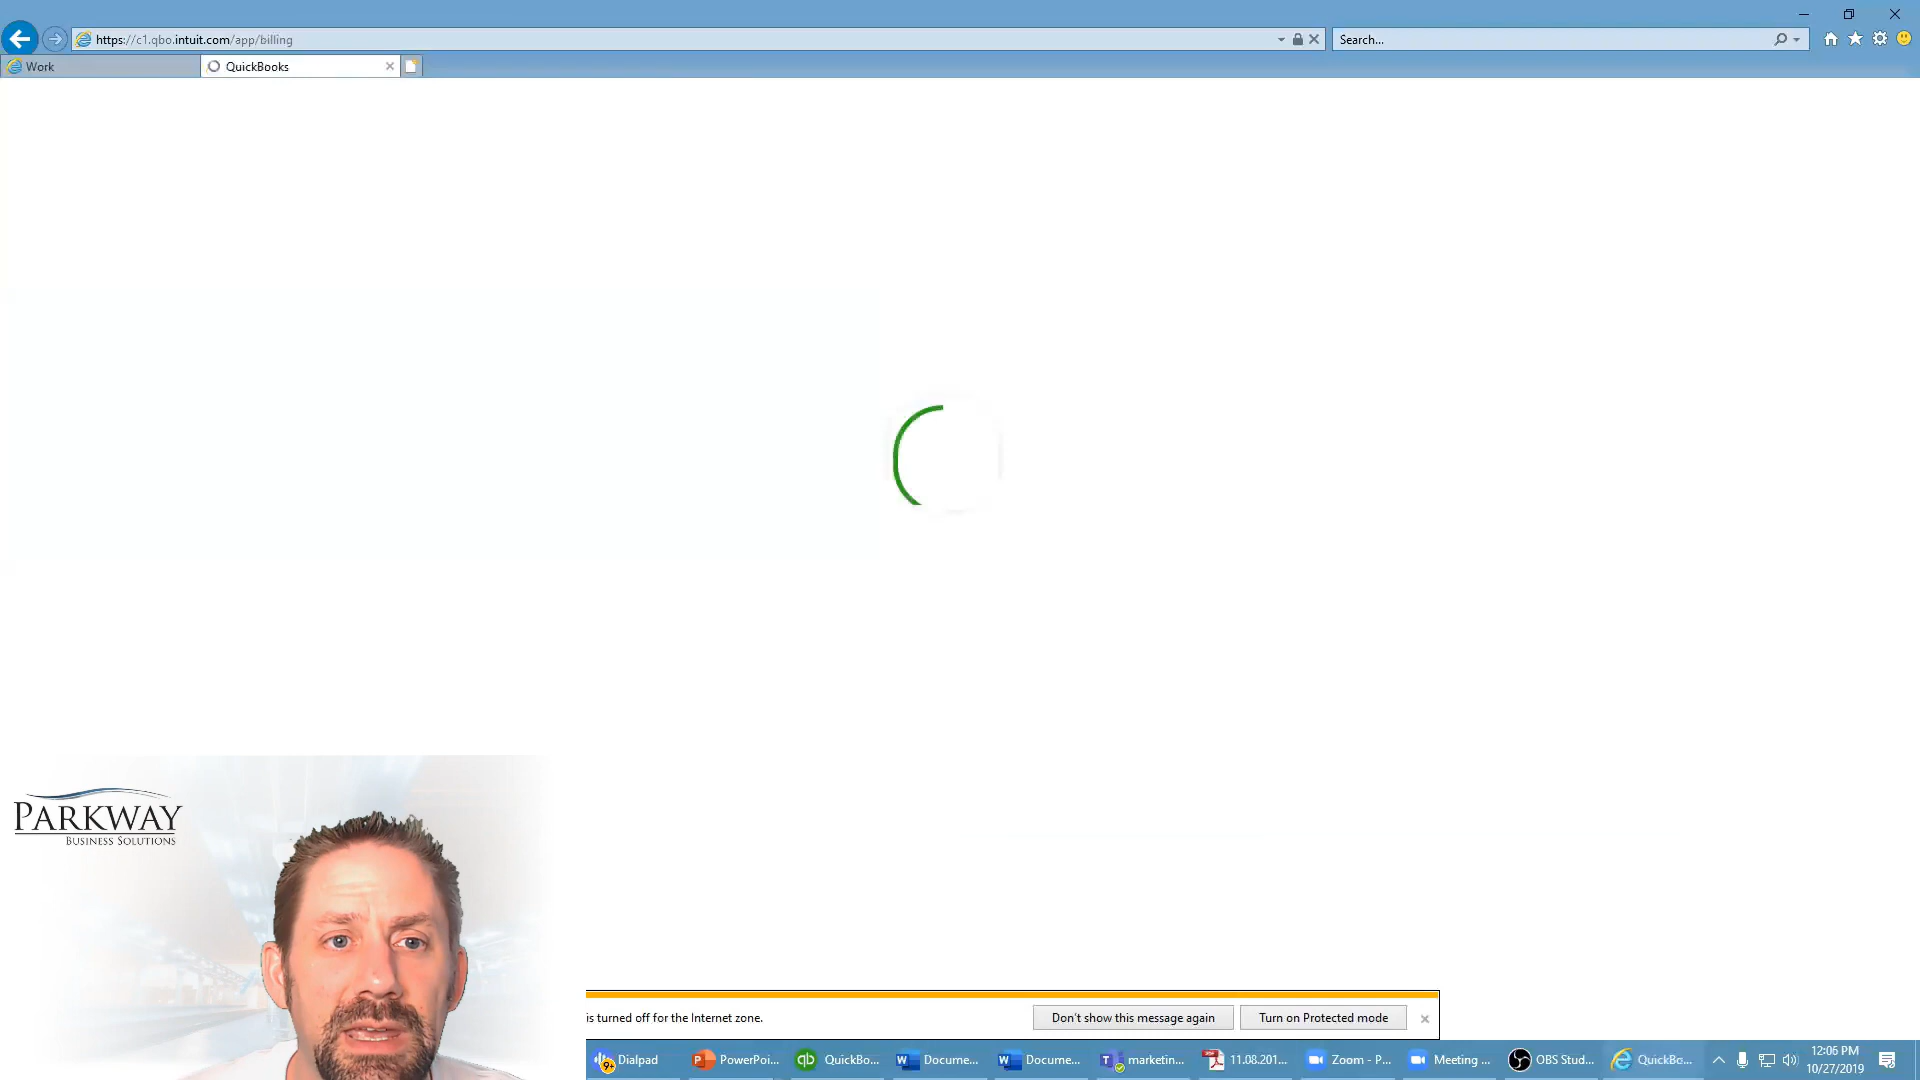 https://c1.qbo.intuit.com/app/billing
Search...
Work
QuickBooks
PARKWAY
BUSINESS SOLUTIONS
is turned off for the Internet zone.
Don't show this message again
Turn on Protected mode
9+
Dialpad
PowerPoi...
QuickBo...
Docume...
Docume...
marketin...
11.08.201...
Zoom - P...
Meeting ...
OBS Stud...
QuickBo...
12:06 PM
10/27/2019